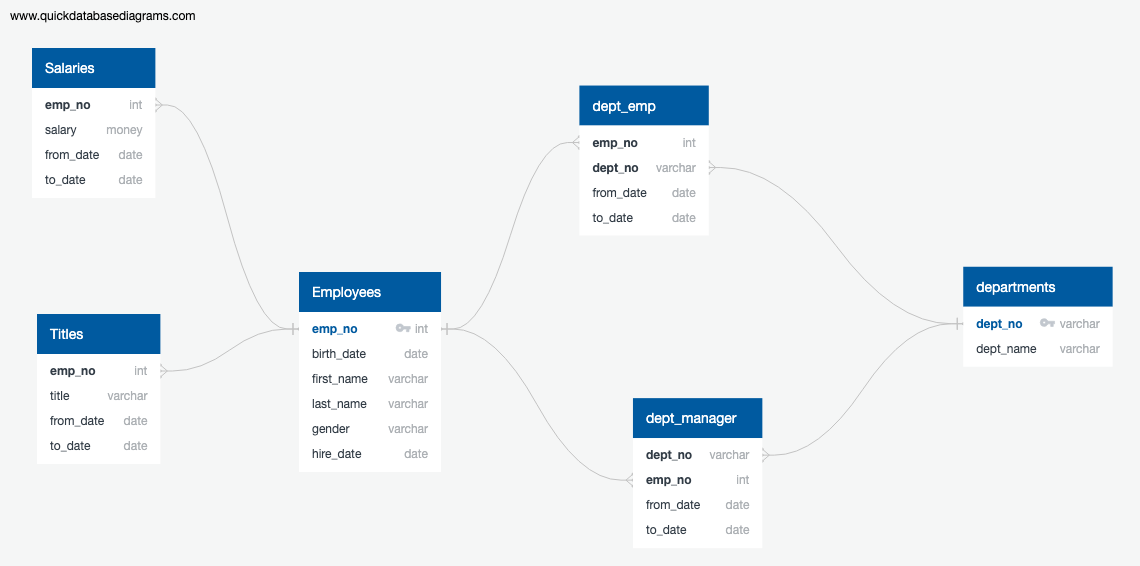 www.quickdatabasediagrams.com
Salaries
emp_no int
salary money
from_date date
to_date date
Titles
emp_no int
title varchar
from_date date
to_date date
Employees
emp_no int
birth_date date
first_name varchar
last_name varchar
gender varchar
hire_date date
dept_emp
emp_no int
dept_no varchar
from_date date
to_date date
dept_manager
dept_no varchar
emp_no int
from_date date
to_date date
departments
dept_no varchar
dept_name varchar